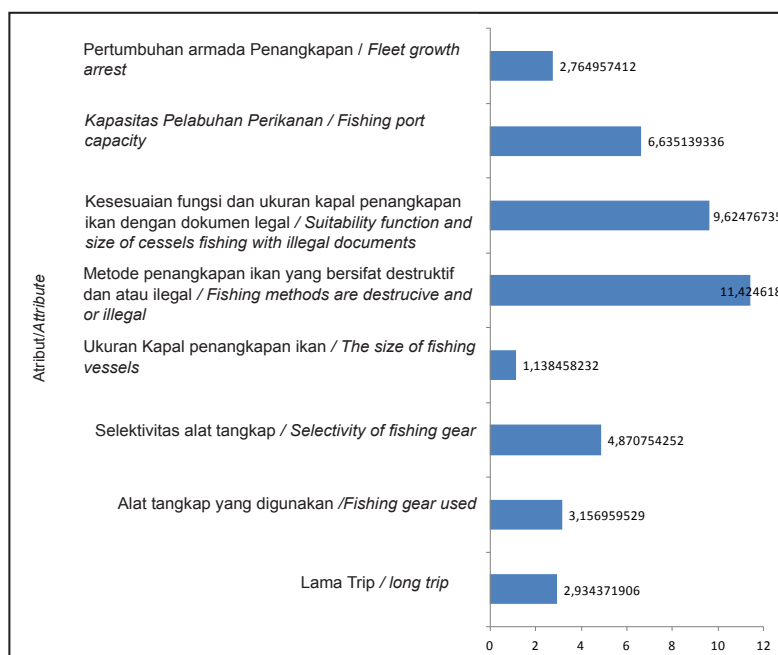 Pertumbuhan armada Penangkapan / Fleet growth
arrest
2,764957412
Kapasitas Pelabuhan Perikanan / Fishing port
capacity
6,635139336
Kesesuaian fungsi dan ukuran kapal penangkapan
ikan dengan dokumen legal / Suitability function and
size of cessels fishing with illegal documents
9,62476735
Metode penangkapan ikan yang bersifat destruktif
dan atau ilegal / Fishing methods are destrucive and
or illegal
11,424618
Ukuran Kapal penangkapan ikan / The size of fishing
vessels
1,138458232
Selektivitas alat tangkap / Selectivity of fishing gear
4,870754252
Alat tangkap yang digunakan /Fishing gear used
3,156959529
Lama Trip / long trip
2,934371906
Atribut/Attribute
0 2 4 6 8 10 12